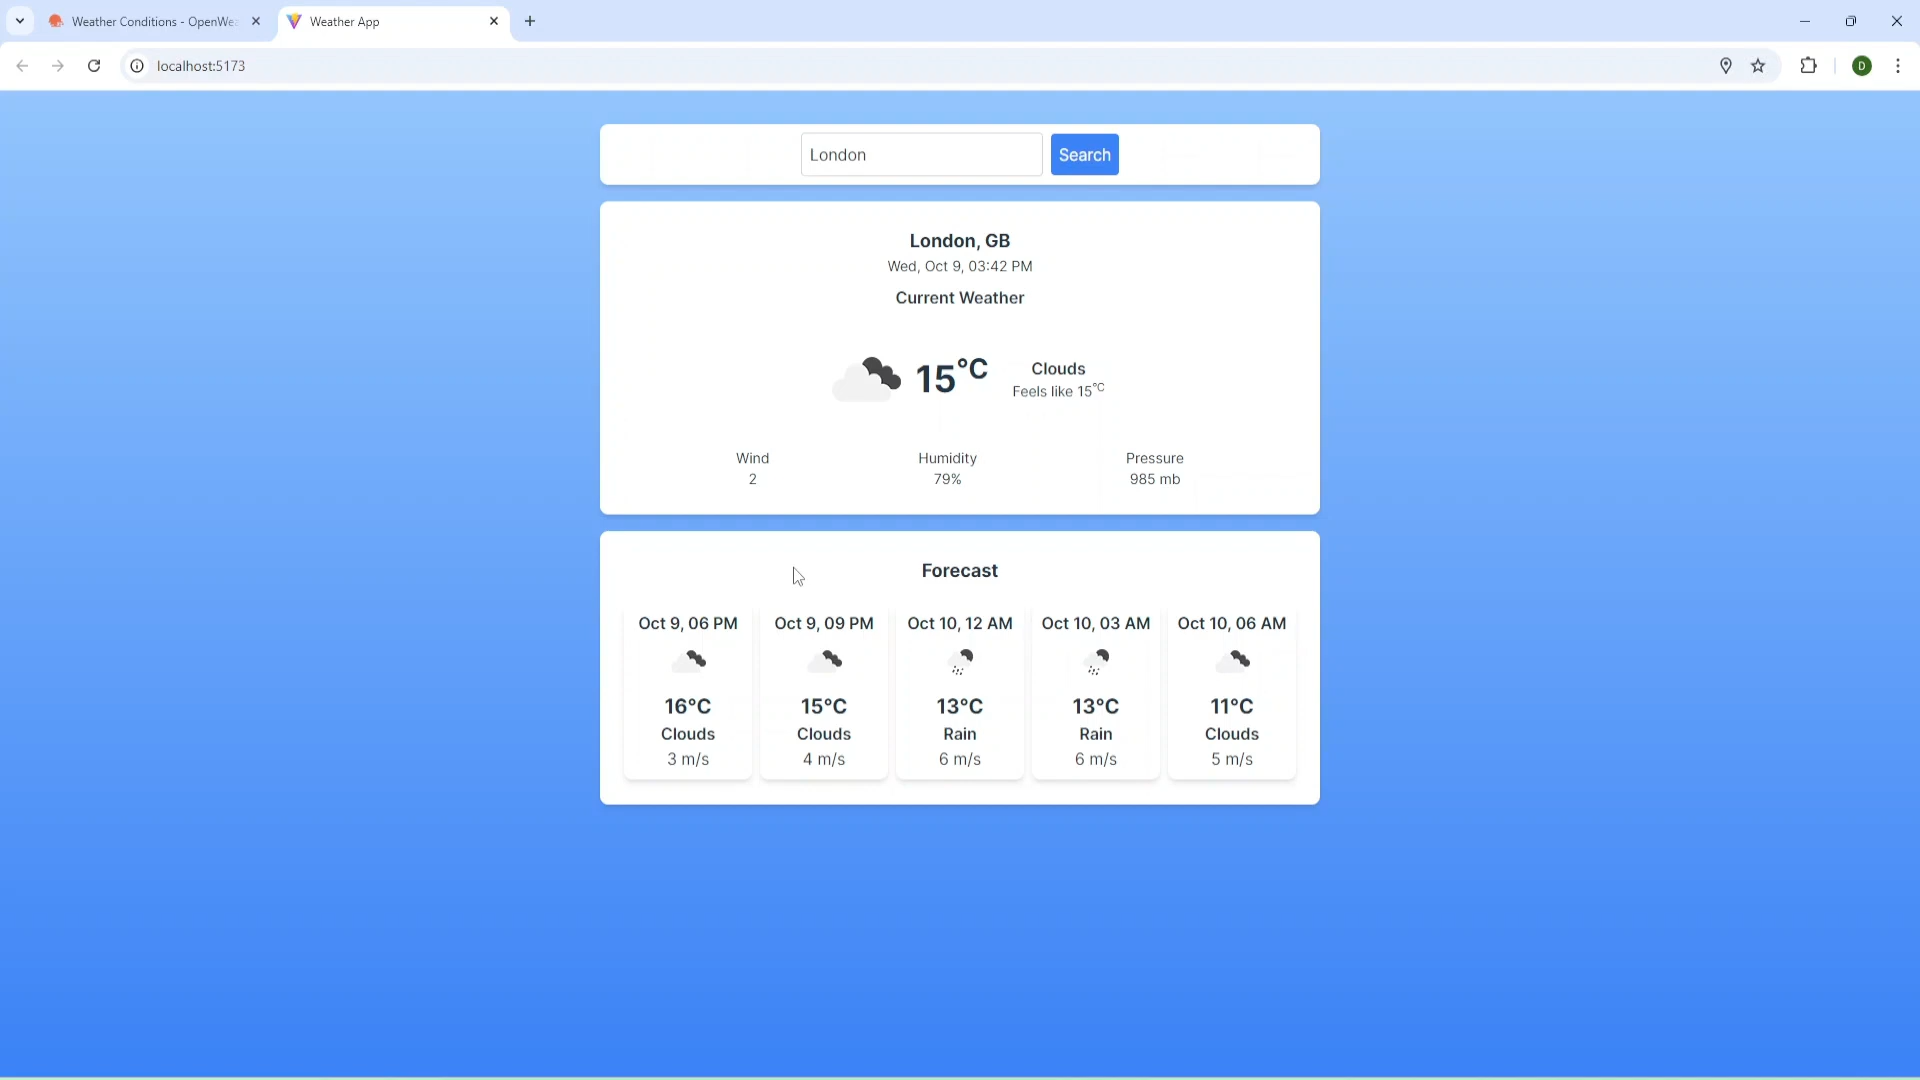 Weather Conditions - OpenWe
Weather App
localhost:5173
D
London
Search
London, GB
Wed, Oct 9, 03:42 PM
Current Weather
15°C
Clouds
Feels like 15°C
Wind
Humidity
Pressure
2
79%
985 mb
Forecast
Oct 9, 06 PM
Oct 9, 09 PM
Oct 10, 12 AM
Oct 10, 03 AM
Oct 10, 06 AM
16°C
15°C
13°C
13°C
11°C
Clouds
Clouds
Rain
Rain
Clouds
3 m/s
4 m/s
6 m/s
6 m/s
5 m/s